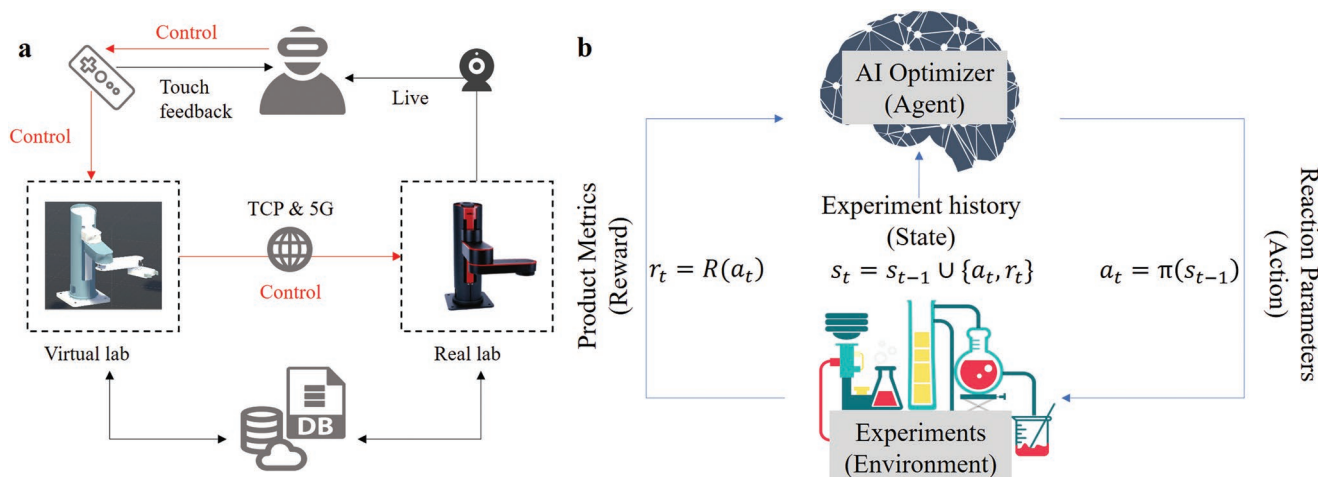 a
Control
Touch
feedback
Live
Control
TCP & 5G
Control
Virtual lab
Real lab
DB
b
AI Optimizer
(Agent)
Product Metrics
(Reward)
Experiment history
(State)
r_t = R(a_t)
s_t = s_{t−1} ∪ {a_t, r_t}
a_t = π(s_{t−1})
Reaction Parameters
(Action)
Experiments
(Environment)